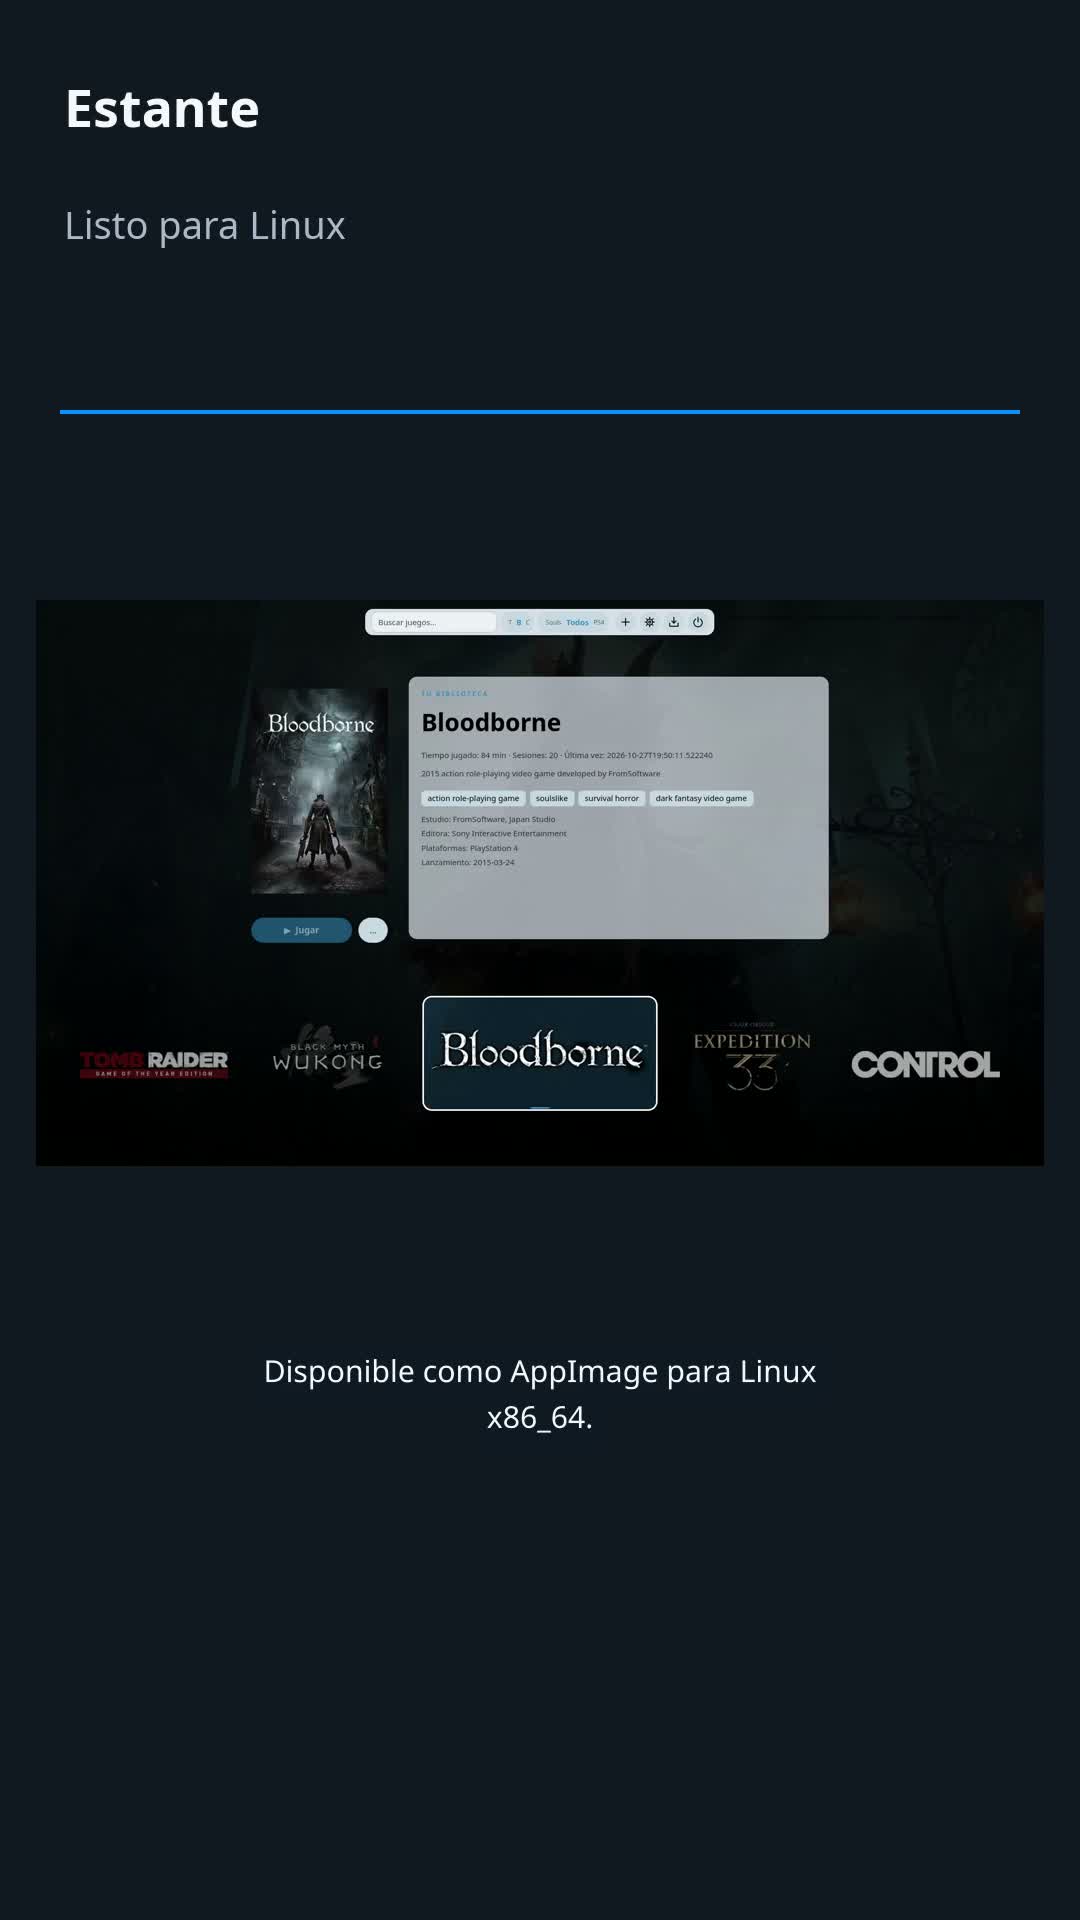 Estante
Listo para Linux
Buscar juegos...
T B C
Souls Todos PS4
TU BIBLIOTECA
Bloodborne
Bloodborne
Tiempo jugado: 84 min · Sesiones: 20 · Última vez: 2026-10-27T19:50:11.522240
2015 action role-playing video game developed by FromSoftware
action role-playing game
soulslike
survival horror
dark fantasy video game
Estudio: FromSoftware, Japan Studio
Editora: Sony Interactive Entertainment
Plataformas: PlayStation 4
Lanzamiento: 2015-03-24
▶ Jugar
...
TOMB RAIDER
GAME OF THE YEAR EDITION
BLACK MYTH
WUKONG
Bloodborne
CLAIR OBSCUR
EXPEDITION
33
CONTROL
Disponible como AppImage para Linux
x86_64.